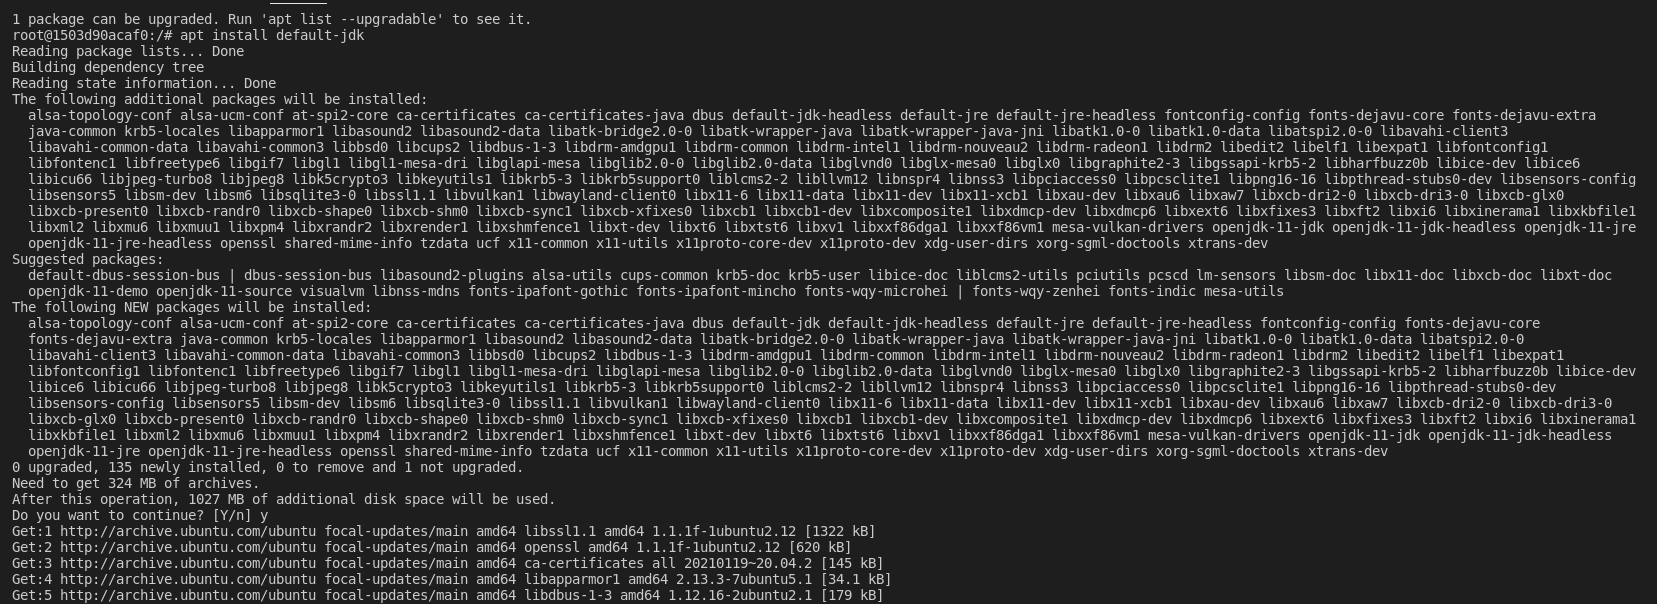 1 package can be upgraded. Run 'apt list --upgradable' to see it.
root@1503d90acaf0:/# apt install default-jdk
Reading package lists... Done
Building dependency tree
Reading state information... Done
The following additional packages will be installed:
  alsa-topology-conf alsa-ucm-conf at-spi2-core ca-certificates ca-certificates-java dbus default-jdk-headless default-jre default-jre-headless fontconfig-config fonts-dejavu-core fonts-dejavu-extra
  java-common krb5-locales libapparmor1 libasound2 libasound2-data libatk-bridge2.0-0 libatk-wrapper-java libatk-wrapper-java-jni libatk1.0-0 libatk1.0-data libatspi2.0-0 libavahi-client3
  libavahi-common-data libavahi-common3 libbsd0 libcups2 libdbus-1-3 libdrm-amdgpu1 libdrm-common libdrm-intel1 libdrm-nouveau2 libdrm-radeon1 libdrm2 libedit2 libelf1 libexpat1 libfontconfig1
  libfontenc1 libfreetype6 libgif7 libgl1 libgl1-mesa-dri libglapi-mesa libglib2.0-0 libglib2.0-data libglvnd0 libglx-mesa0 libglx0 libgraphite2-3 libgssapi-krb5-2 libharfbuzz0b libice-dev libice6
  libicu66 libjpeg-turbo8 libjpeg8 libk5crypto3 libkeyutils1 libkrb5-3 libkrb5support0 liblcms2-2 libllvm12 libnspr4 libnss3 libpciaccess0 libpcsclite1 libpng16-16 libpthread-stubs0-dev libsensors-config
  libsensors5 libsm-dev libsm6 libsqlite3-0 libssl1.1 libvulkan1 libwayland-client0 libx11-6 libx11-data libx11-dev libx11-xcb1 libxau-dev libxau6 libxaw7 libxcb-dri2-0 libxcb-dri3-0 libxcb-glx0
  libxcb-present0 libxcb-randr0 libxcb-shape0 libxcb-shm0 libxcb-sync1 libxcb-xfixes0 libxcb1 libxcb1-dev libxcomposite1 libxdmcp-dev libxdmcp6 libxext6 libxfixes3 libxft2 libxi6 libxinerama1 libxkbfile1
  libxml2 libxmu6 libxmuu1 libxpm4 libxrandr2 libxrender1 libxshmfence1 libxt-dev libxt6 libxtst6 libxv1 libxxf86dga1 libxxf86vm1 mesa-vulkan-drivers openjdk-11-jdk openjdk-11-jdk-headless openjdk-11-jre
  openjdk-11-jre-headless openssl shared-mime-info tzdata ucf x11-common x11-utils x11proto-core-dev x11proto-dev xdg-user-dirs xorg-sgml-doctools xtrans-dev
Suggested packages:
  default-dbus-session-bus | dbus-session-bus libasound2-plugins alsa-utils cups-common krb5-doc krb5-user libice-doc liblcms2-utils pciutils pcscd lm-sensors libsm-doc libx11-doc libxcb-doc libxt-doc
  openjdk-11-demo openjdk-11-source visualvm libnss-mdns fonts-ipafont-gothic fonts-ipafont-mincho fonts-wqy-microhei | fonts-wqy-zenhei fonts-indic mesa-utils
The following NEW packages will be installed:
  alsa-topology-conf alsa-ucm-conf at-spi2-core ca-certificates ca-certificates-java dbus default-jdk default-jdk-headless default-jre default-jre-headless fontconfig-config fonts-dejavu-core
  fonts-dejavu-extra java-common krb5-locales libapparmor1 libasound2 libasound2-data libatk-bridge2.0-0 libatk-wrapper-java libatk-wrapper-java-jni libatk1.0-0 libatk1.0-data libatspi2.0-0
  libavahi-client3 libavahi-common-data libavahi-common3 libbsd0 libcups2 libdbus-1-3 libdrm-amdgpu1 libdrm-common libdrm-intel1 libdrm-nouveau2 libdrm-radeon1 libdrm2 libedit2 libelf1 libexpat1
  libfontconfig1 libfontenc1 libfreetype6 libgif7 libgl1 libgl1-mesa-dri libglapi-mesa libglib2.0-0 libglib2.0-data libglvnd0 libglx-mesa0 libglx0 libgraphite2-3 libgssapi-krb5-2 libharfbuzz0b libice-dev
  libice6 libicu66 libjpeg-turbo8 libjpeg8 libk5crypto3 libkeyutils1 libkrb5-3 libkrb5support0 liblcms2-2 libllvm12 libnspr4 libnss3 libpciaccess0 libpcsclite1 libpng16-16 libpthread-stubs0-dev
  libsensors-config libsensors5 libsm-dev libsm6 libsqlite3-0 libssl1.1 libvulkan1 libwayland-client0 libx11-6 libx11-data libx11-dev libx11-xcb1 libxau-dev libxau6 libxaw7 libxcb-dri2-0 libxcb-dri3-0
  libxcb-glx0 libxcb-present0 libxcb-randr0 libxcb-shape0 libxcb-shm0 libxcb-sync1 libxcb-xfixes0 libxcb1 libxcb1-dev libxcomposite1 libxdmcp-dev libxdmcp6 libxext6 libxfixes3 libxft2 libxi6 libxinerama1
  libxkbfile1 libxml2 libxmu6 libxmuu1 libxpm4 libxrandr2 libxrender1 libxshmfence1 libxt-dev libxt6 libxtst6 libxv1 libxxf86dga1 libxxf86vm1 mesa-vulkan-drivers openjdk-11-jdk openjdk-11-jdk-headless
  openjdk-11-jre openjdk-11-jre-headless openssl shared-mime-info tzdata ucf x11-common x11-utils x11proto-core-dev x11proto-dev xdg-user-dirs xorg-sgml-doctools xtrans-dev
0 upgraded, 135 newly installed, 0 to remove and 1 not upgraded.
Need to get 324 MB of archives.
After this operation, 1027 MB of additional disk space will be used.
Do you want to continue? [Y/n] y
Get:1 http://archive.ubuntu.com/ubuntu focal-updates/main amd64 libssl1.1 amd64 1.1.1f-1ubuntu2.12 [1322 kB]
Get:2 http://archive.ubuntu.com/ubuntu focal-updates/main amd64 openssl amd64 1.1.1f-1ubuntu2.12 [620 kB]
Get:3 http://archive.ubuntu.com/ubuntu focal-updates/main amd64 ca-certificates all 20210119~20.04.2 [145 kB]
Get:4 http://archive.ubuntu.com/ubuntu focal-updates/main amd64 libapparmor1 amd64 2.13.3-7ubuntu5.1 [34.1 kB]
Get:5 http://archive.ubuntu.com/ubuntu focal-updates/main amd64 libdbus-1-3 amd64 1.12.16-2ubuntu2.1 [179 kB]